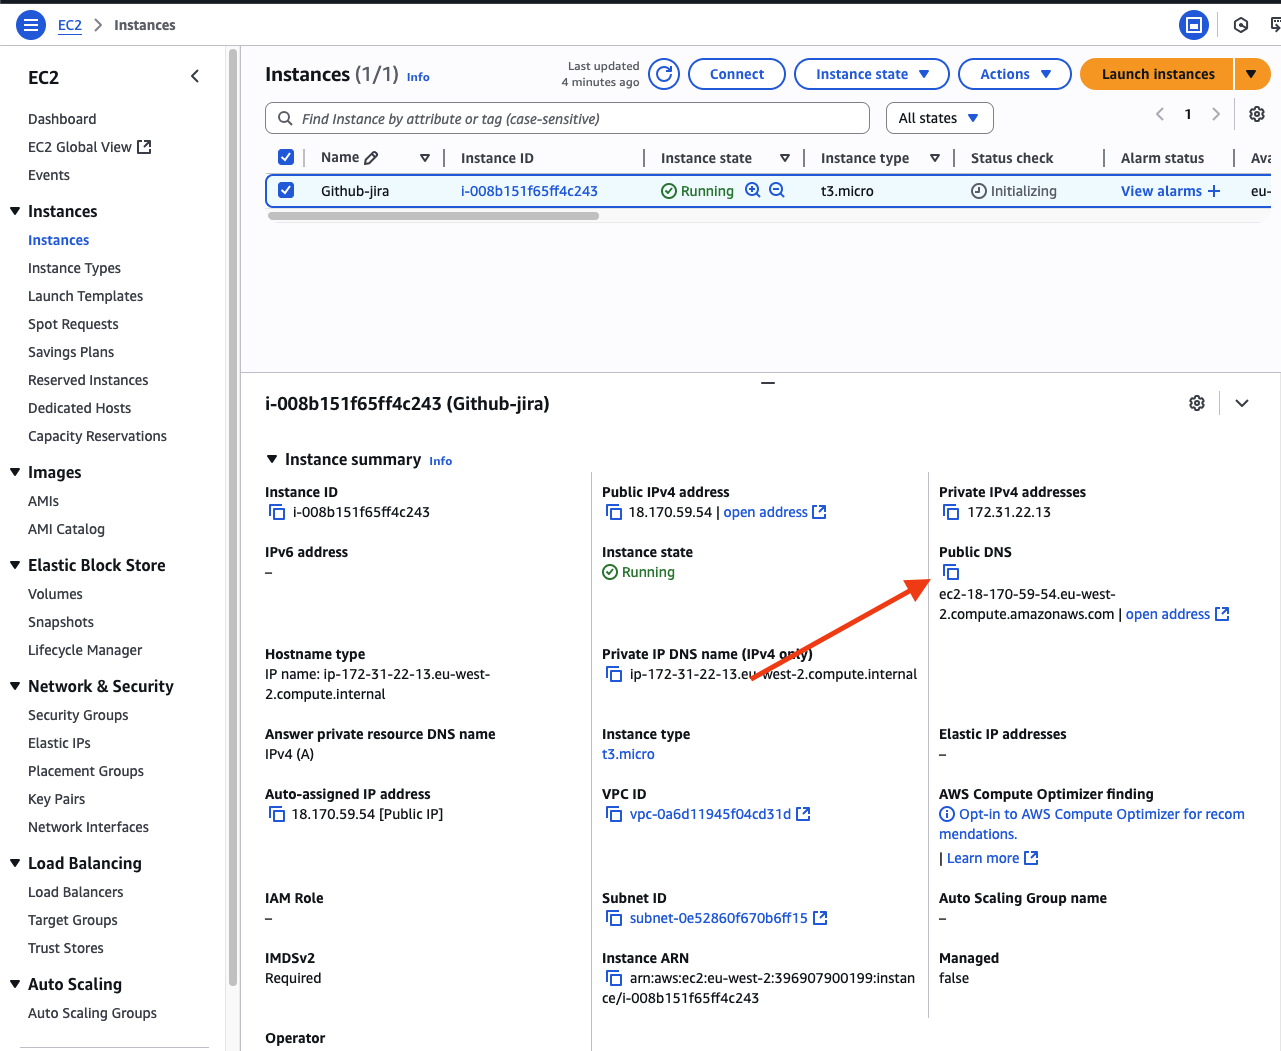 EC2 > Instances
EC2
Dashboard
EC2 Global View
Events
Instances
Instances
Instance Types
Launch Templates
Spot Requests
Savings Plans
Reserved Instances
Dedicated Hosts
Capacity Reservations
Images
AMIs
AMI Catalog
Elastic Block Store
Volumes
Snapshots
Lifecycle Manager
Network & Security
Security Groups
Elastic IPs
Placement Groups
Key Pairs
Network Interfaces
Load Balancing
Load Balancers
Target Groups
Trust Stores
Auto Scaling
Auto Scaling Groups
Instances (1/1) Info
Last updated
4 minutes ago
Connect
Instance state
Actions
Launch instances
Find Instance by attribute or tag (case-sensitive)
All states
1
Name Instance ID Instance state Instance type Status check Alarm status Ava
Github-jira i-008b151f65ff4c243 Running t3.micro Initializing View alarms + eu-
i-008b151f65ff4c243 (Github-jira)
Instance summary Info
Instance ID
i-008b151f65ff4c243
Public IPv4 address
18.170.59.54 | open address
Private IPv4 addresses
172.31.22.13
IPv6 address
–
Instance state
Running
Public DNS
ec2-18-170-59-54.eu-west-
2.compute.amazonaws.com | open address
Hostname type
IP name: ip-172-31-22-13.eu-west-
2.compute.internal
Private IP DNS name (IPv4 only)
ip-172-31-22-13.eu-west-2.compute.internal
Answer private resource DNS name
IPv4 (A)
Instance type
t3.micro
Elastic IP addresses
–
Auto-assigned IP address
18.170.59.54 [Public IP]
VPC ID
vpc-0a6d11945f04cd31d
AWS Compute Optimizer finding
Opt-in to AWS Compute Optimizer for recom
mendations.
| Learn more
IAM Role
–
Subnet ID
subnet-0e52860f670b6ff15
Auto Scaling Group name
–
IMDSv2
Required
Instance ARN
arn:aws:ec2:eu-west-2:396907900199:instan
ce/i-008b151f65ff4c243
Managed
false
Operator